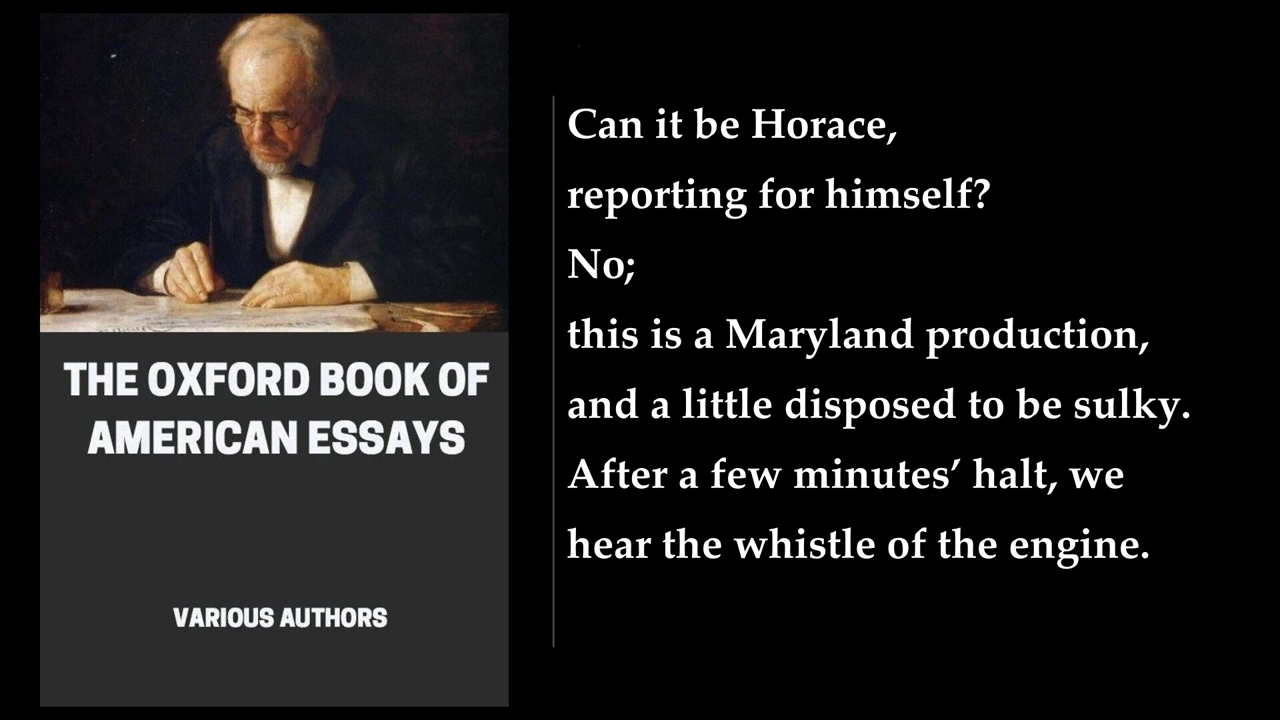 THE OXFORD BOOK OF
AMERICAN ESSAYS
VARIOUS AUTHORS
Can it be Horace,
reporting for himself?
No;
this is a Maryland production,
and a little disposed to be sulky.
After a few minutes’ halt, we
hear the whistle of the engine.